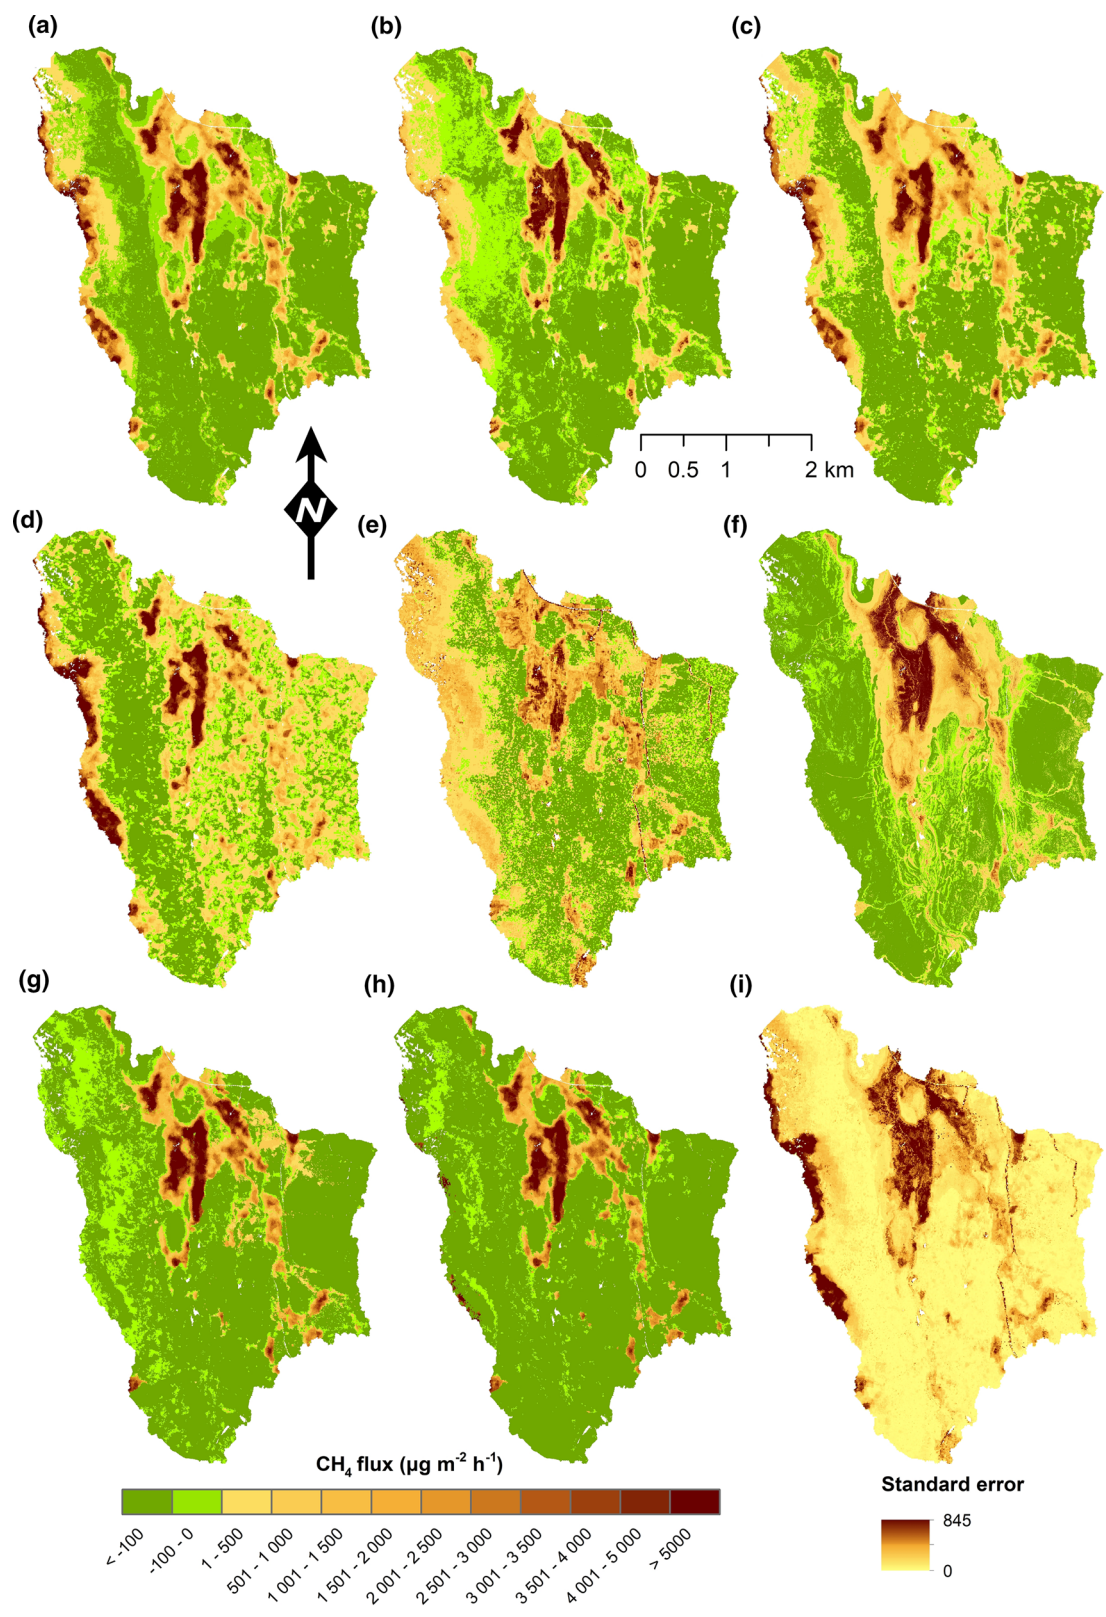 (a)
(b)
(c)
0 0.5 1 2 km
N
(d)
(e)
(f)
(g)
(h)
(i)
CH₄ flux (µg m⁻² h⁻¹)
< -100
-100 - 0
1 - 500
501 - 1 000
1 001 - 1 500
1 501 - 2 000
2 001 - 2 500
2 501 - 3 000
3 001 - 3 500
3 501 - 4 000
4 001 - 5 000
> 5000
Standard error
845
0